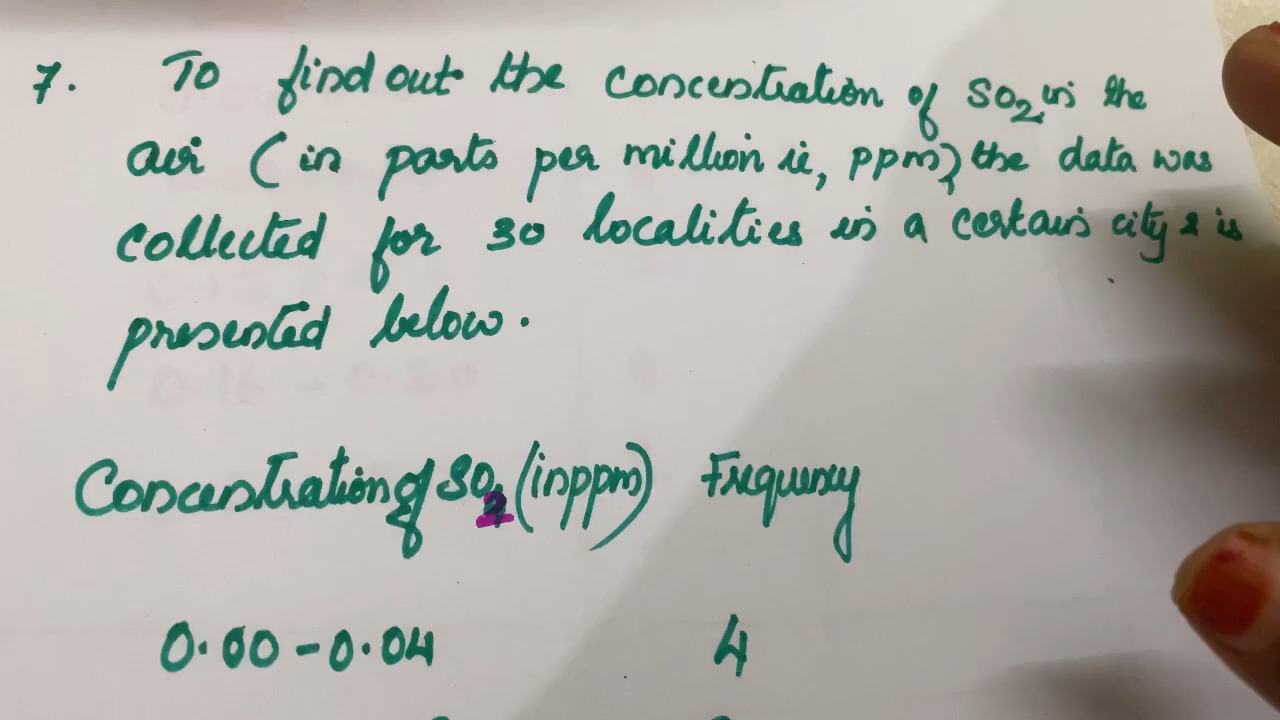 7. To find out the concentration of SO2 in the
air (in parts per million ie, ppm), the data was
collected for 30 localities in a certain city & is
presented below.
Concentration of SO2 (in ppm) Frequency
0.00 - 0.04 4